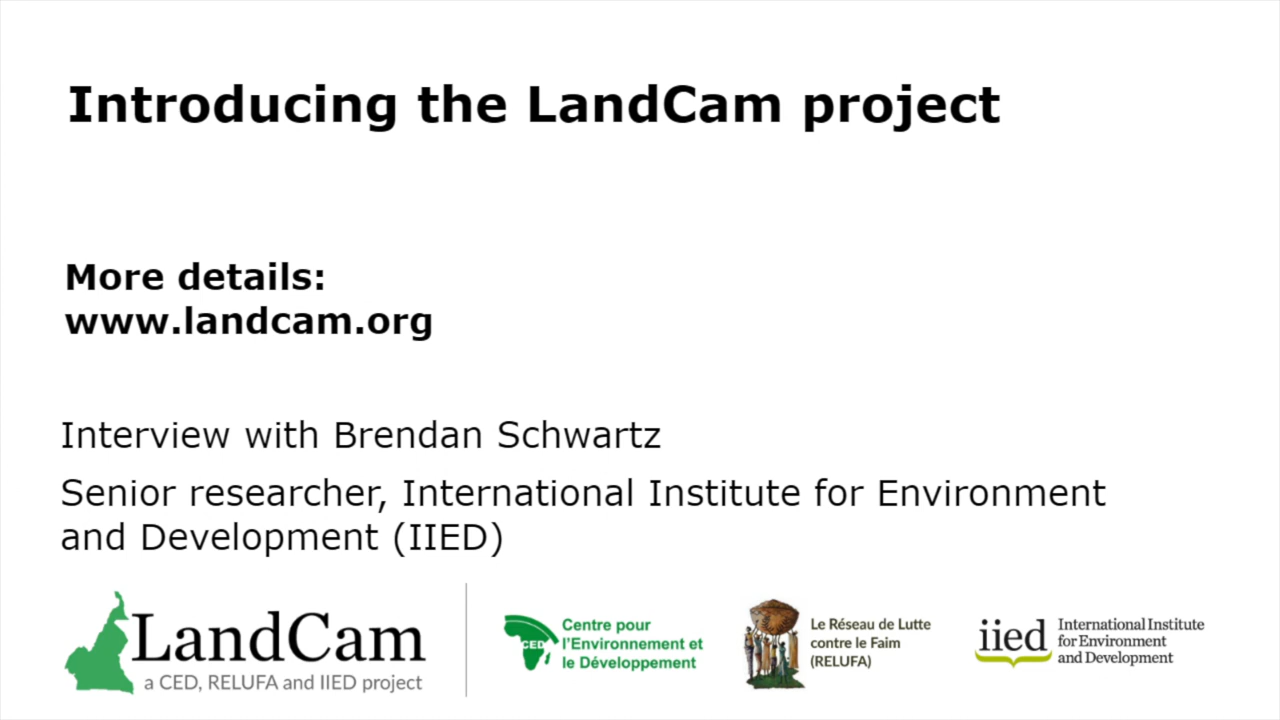 Introducing the LandCam project
More details:
www.landcam.org
Interview with Brendan Schwartz
Senior researcher, International Institute for Environment
and Development (IIED)
LandCam
a CED, RELUFA and IIED project
CED
Centre pour
l'Environnement et
le Développement
Le Réseau de Lutte
contre le Faim
(RELUFA)
iied
International Institute
for Environment
and Development